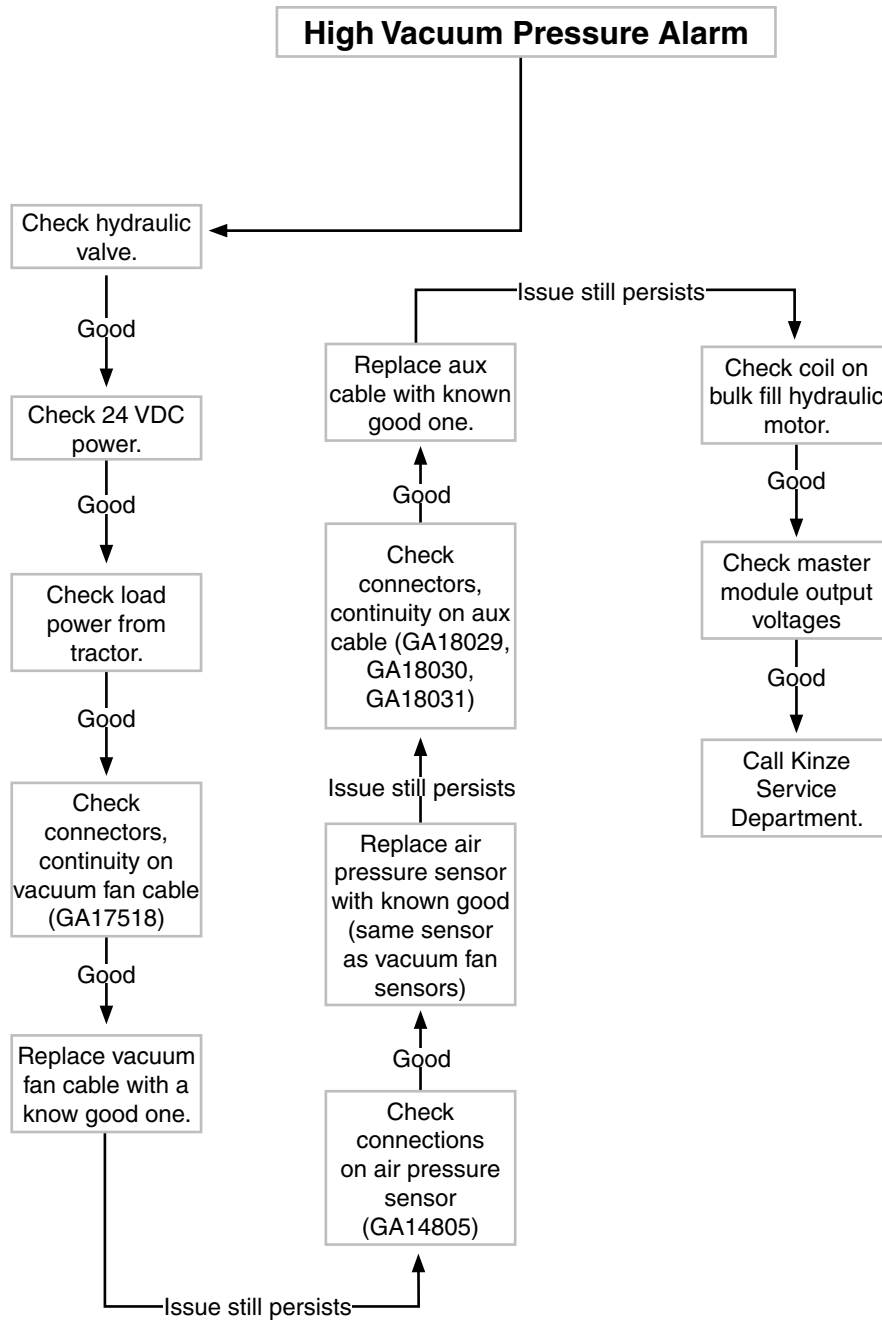 High Vacuum Pressure Alarm
Check hydraulic
valve.
Good
Check 24 VDC
power.
Good
Check load
power from
tractor.
Good
Check
connectors,
continuity on
vacuum fan cable
(GA17518)
Good
Replace vacuum
fan cable with a
know good one.
Issue still persists
Check
connections
on air pressure
sensor
(GA14805)
Good
Replace air
pressure sensor
with known good
(same sensor
as vacuum fan
sensors)
Issue still persists
Check
connectors,
continuity on aux
cable (GA18029,
GA18030,
GA18031)
Good
Replace aux
cable with known
good one.
Issue still persists
Check coil on
bulk fill hydraulic
motor.
Good
Check master
module output
voltages
Good
Call Kinze
Service
Department.